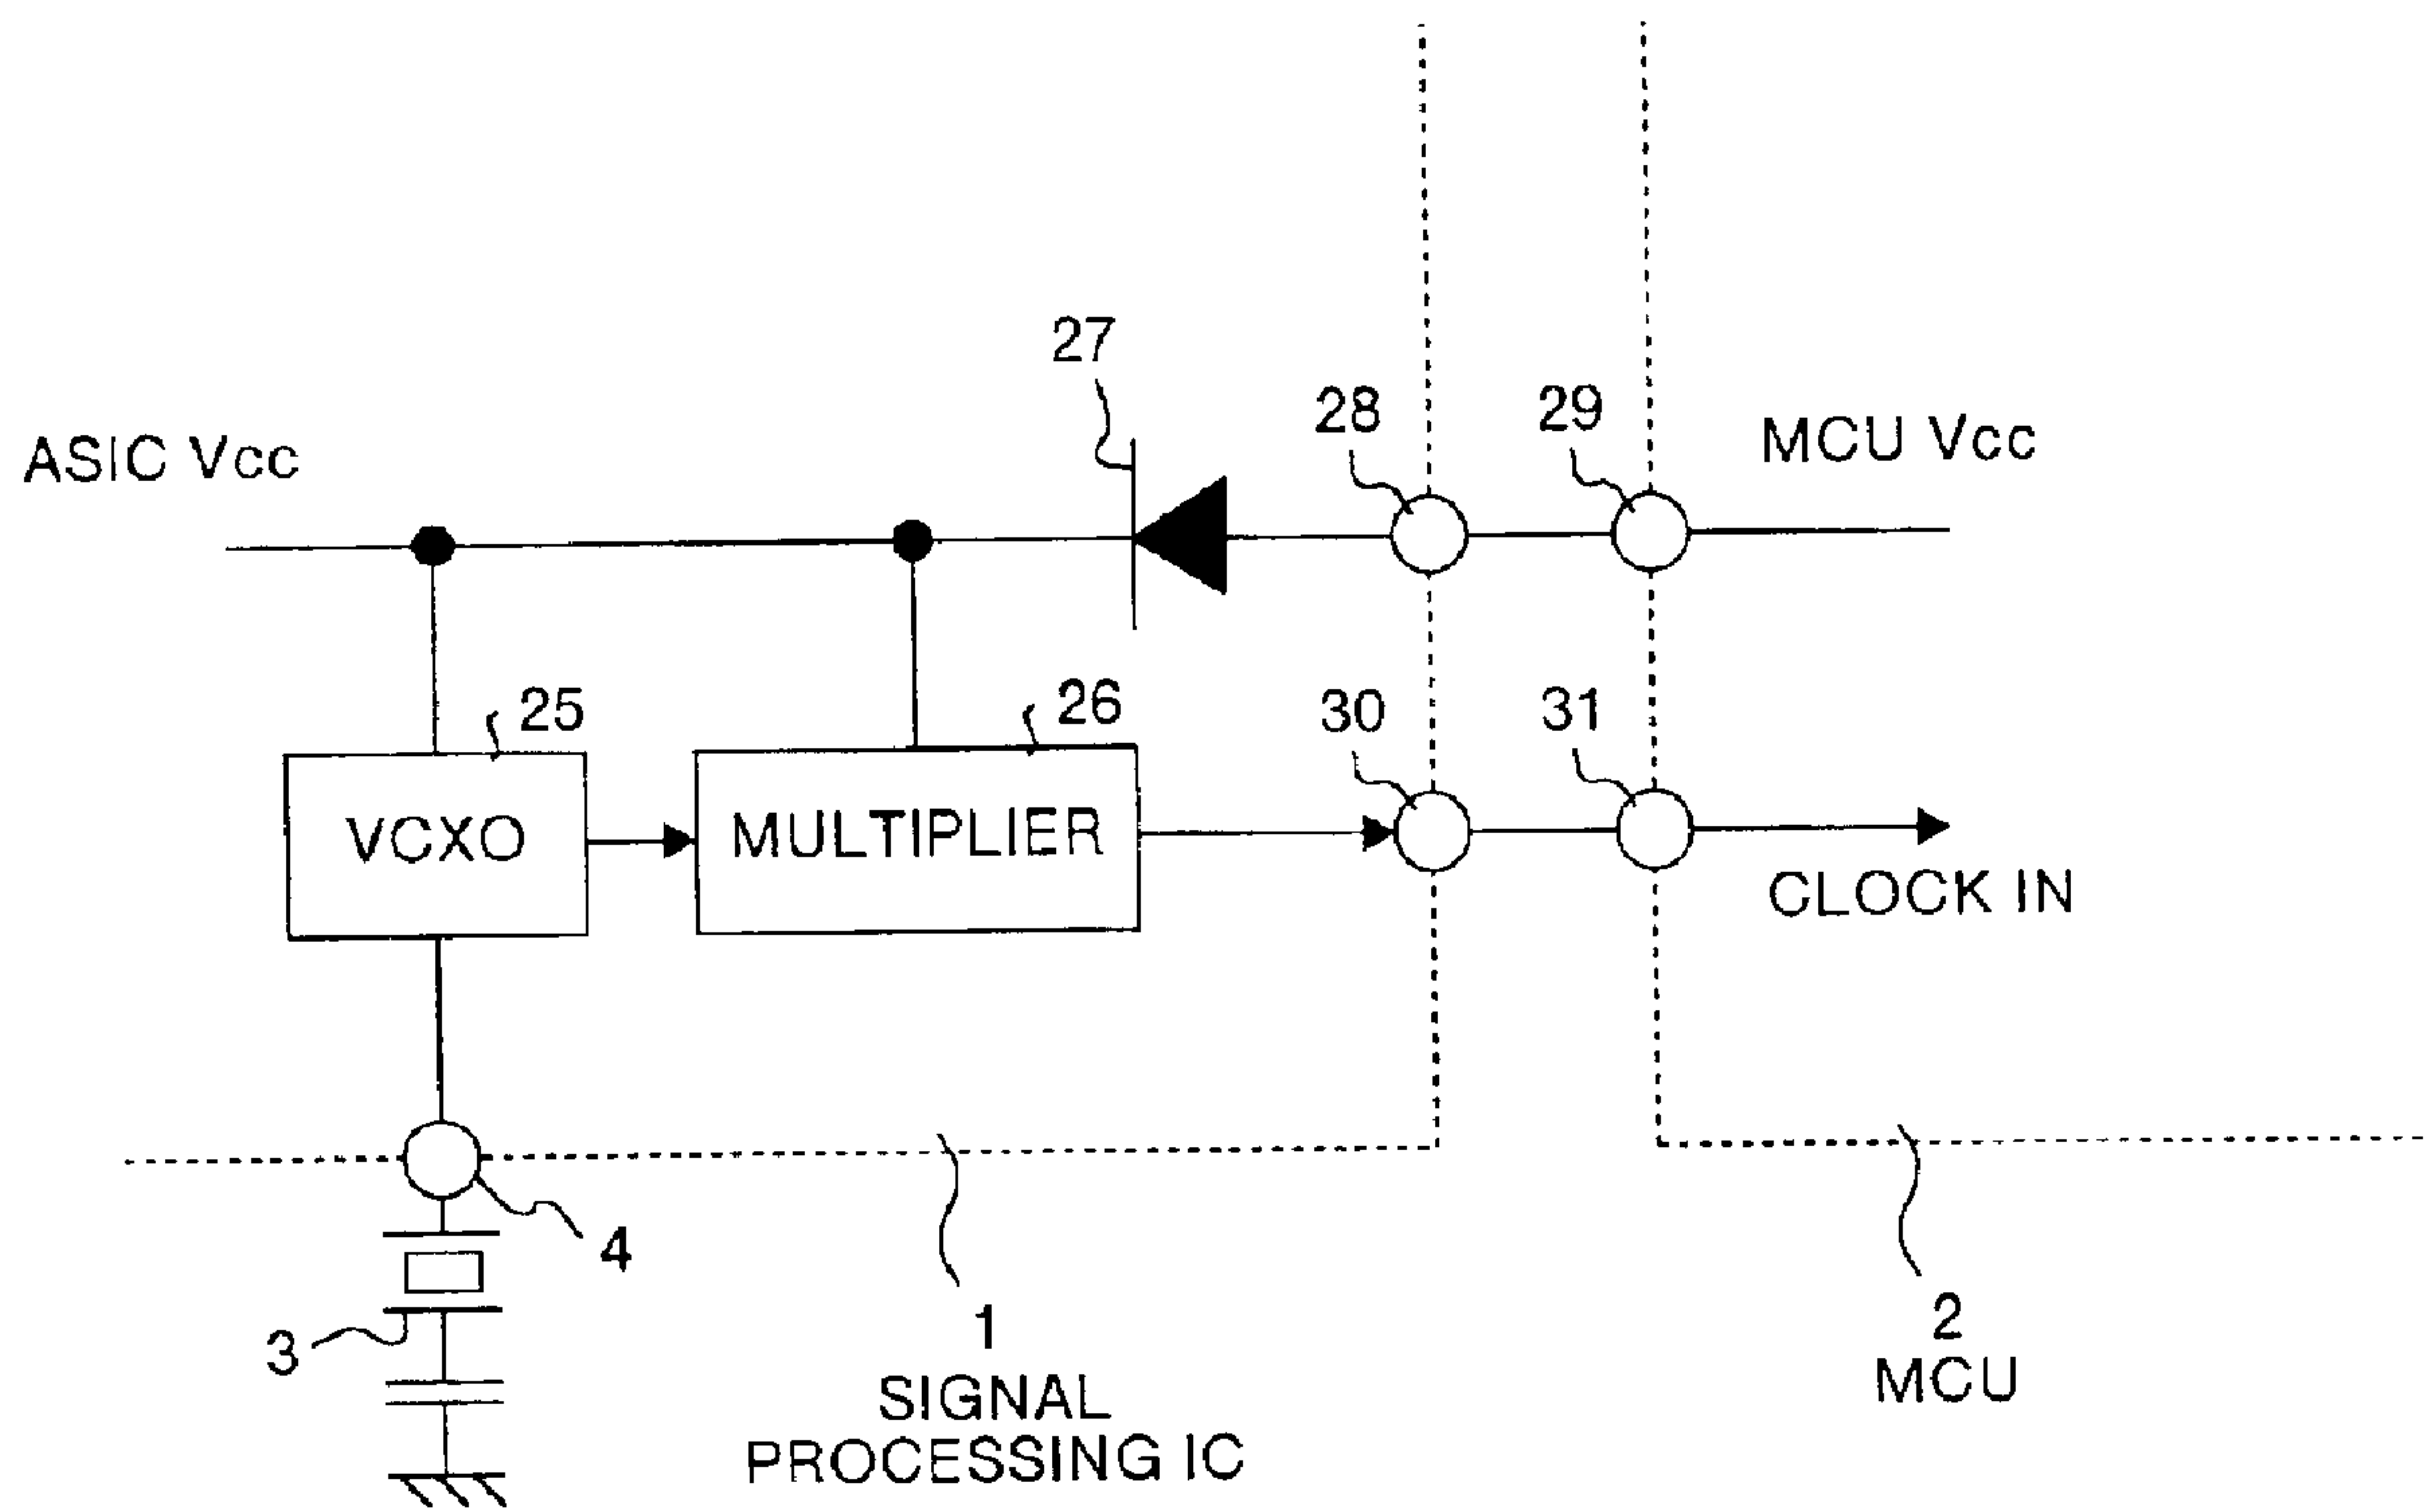 27
28
29
ASIC Vcc
MCU Vcc
25
26
30
31
VCXO
MULTIPLIER
CLOCK IN
4
3
1
SIGNAL
PROCESSING IC
2
MCU